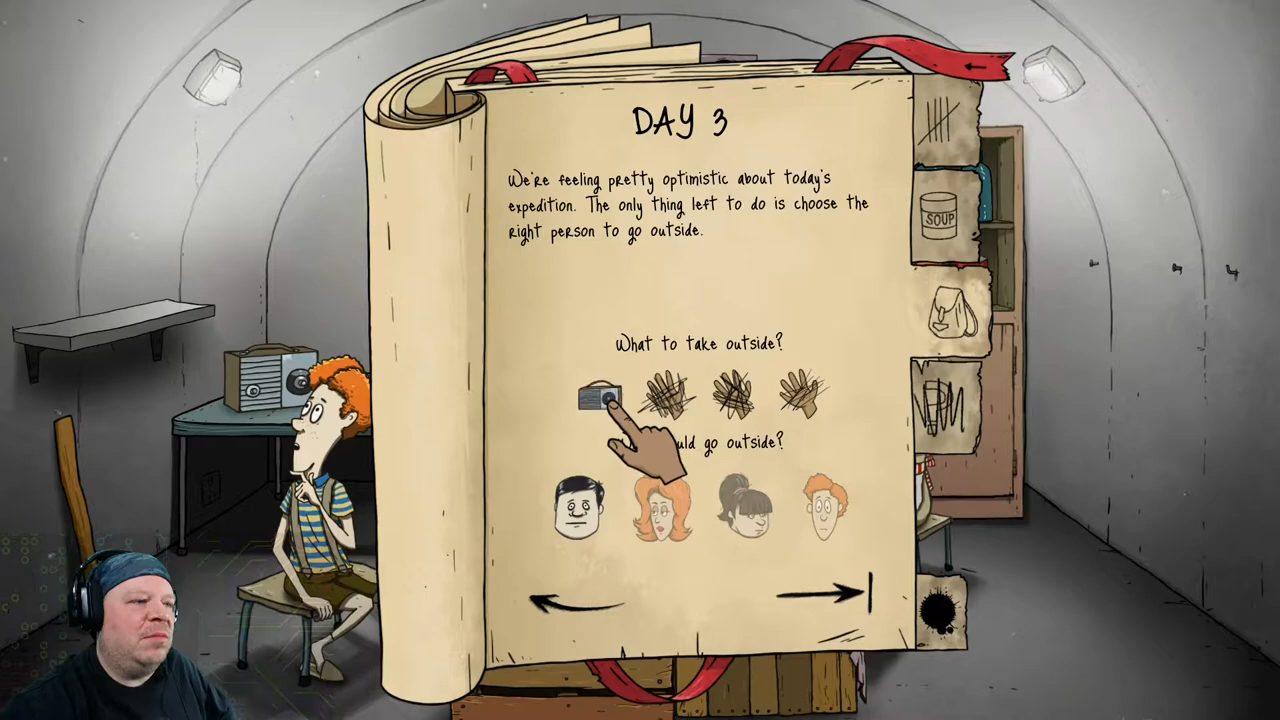 DAY 3
We're feeling pretty optimistic about today's
expedition. The only thing left to do is choose the
right person to go outside.
SOUP
What to take outside?
go outside?